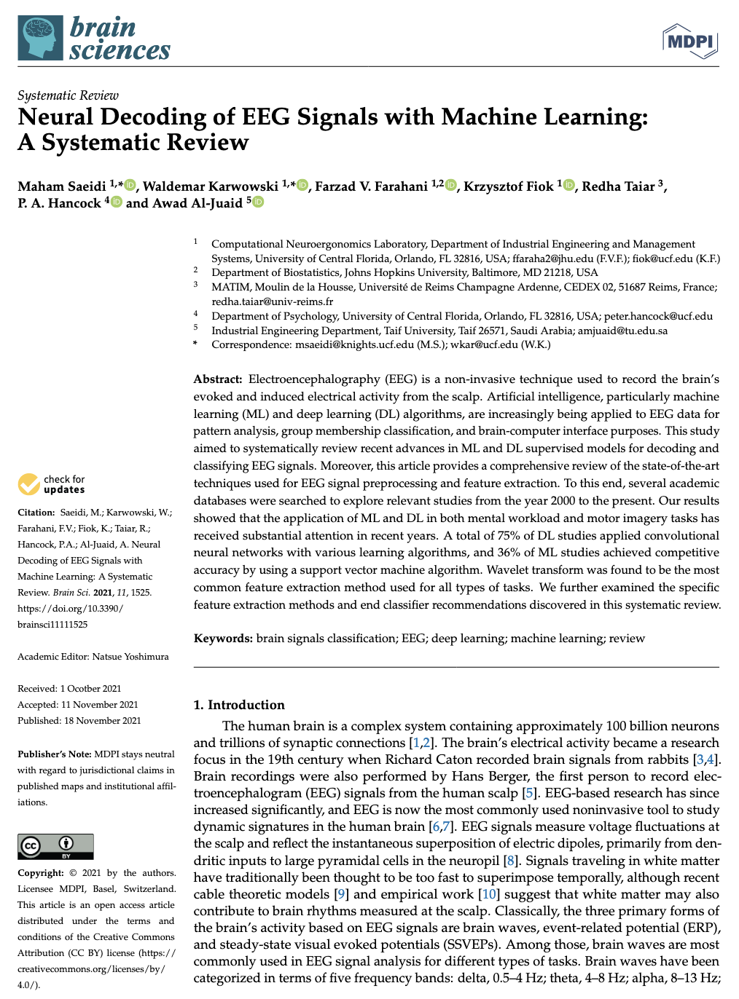 brain
sciences
MDPI
Systematic Review
Neural Decoding of EEG Signals with Machine Learning:
A Systematic Review
Maham Saeidi 1,* iD, Waldemar Karwowski 1,* iD, Farzad V. Farahani 1,2 iD, Krzysztof Fiok 1 iD, Redha Taiar 3,
P. A. Hancock 4 iD and Awad Al-Juaid 5 iD
1 Computational Neuroergonomics Laboratory, Department of Industrial Engineering and Management
Systems, University of Central Florida, Orlando, FL 32816, USA; ffaraha2@jhu.edu (F.V.F.); fiok@ucf.edu (K.F.)
2 Department of Biostatistics, Johns Hopkins University, Baltimore, MD 21218, USA
3 MATIM, Moulin de la Housse, Université de Reims Champagne Ardenne, CEDEX 02, 51687 Reims, France;
redha.taiar@univ-reims.fr
4 Department of Psychology, University of Central Florida, Orlando, FL 32816, USA; peter.hancock@ucf.edu
5 Industrial Engineering Department, Taif University, Taif 26571, Saudi Arabia; amjuaid@tu.edu.sa
* Correspondence: msaeidi@knights.ucf.edu (M.S.); wkar@ucf.edu (W.K.)
Abstract: Electroencephalography (EEG) is a non-invasive technique used to record the brain's
evoked and induced electrical activity from the scalp. Artificial intelligence, particularly machine
learning (ML) and deep learning (DL) algorithms, are increasingly being applied to EEG data for
pattern analysis, group membership classification, and brain-computer interface purposes. This study
aimed to systematically review recent advances in ML and DL supervised models for decoding and
classifying EEG signals. Moreover, this article provides a comprehensive review of the state-of-the-art
techniques used for EEG signal preprocessing and feature extraction. To this end, several academic
databases were searched to explore relevant studies from the year 2000 to the present. Our results
showed that the application of ML and DL in both mental workload and motor imagery tasks has
received substantial attention in recent years. A total of 75% of DL studies applied convolutional
neural networks with various learning algorithms, and 36% of ML studies achieved competitive
accuracy by using a support vector machine algorithm. Wavelet transform was found to be the most
common feature extraction method used for all types of tasks. We further examined the specific
feature extraction methods and end classifier recommendations discovered in this systematic review.
Keywords: brain signals classification; EEG; deep learning; machine learning; review
check for
updates
Citation: Saeidi, M.; Karwowski, W.;
Farahani, F.V.; Fiok, K.; Taiar, R.;
Hancock, P.A.; Al-Juaid, A. Neural
Decoding of EEG Signals with
Machine Learning: A Systematic
Review. Brain Sci. 2021, 11, 1525.
https://doi.org/10.3390/
brainsci11111525
Academic Editor: Natsue Yoshimura
Received: 1 Ocotber 2021
Accepted: 11 November 2021
Published: 18 November 2021
Publisher's Note: MDPI stays neutral
with regard to jurisdictional claims in
published maps and institutional affil-
iations.
cc BY
Copyright: © 2021 by the authors.
Licensee MDPI, Basel, Switzerland.
This article is an open access article
distributed under the terms and
conditions of the Creative Commons
Attribution (CC BY) license (https://
creativecommons.org/licenses/by/
4.0/).
1. Introduction
The human brain is a complex system containing approximately 100 billion neurons
and trillions of synaptic connections [1,2]. The brain's electrical activity became a research
focus in the 19th century when Richard Caton recorded brain signals from rabbits [3,4].
Brain recordings were also performed by Hans Berger, the first person to record elec-
troencephalogram (EEG) signals from the human scalp [5]. EEG-based research has since
increased significantly, and EEG is now the most commonly used noninvasive tool to study
dynamic signatures in the human brain [6,7]. EEG signals measure voltage fluctuations at
the scalp and reflect the instantaneous superposition of electric dipoles, primarily from den-
dritic inputs to large pyramidal cells in the neuropil [8]. Signals traveling in white matter
have traditionally been thought to be too fast to superimpose temporally, although recent
cable theoretic models [9] and empirical work [10] suggest that white matter may also
contribute to brain rhythms measured at the scalp. Classically, the three primary forms of
the brain's activity based on EEG signals are brain waves, event-related potential (ERP),
and steady-state visual evoked potentials (SSVEPs). Among those, brain waves are most
commonly used in EEG signal analysis for different types of tasks. Brain waves have been
categorized in terms of five frequency bands: delta, 0.5–4 Hz; theta, 4–8 Hz; alpha, 8–13 Hz;